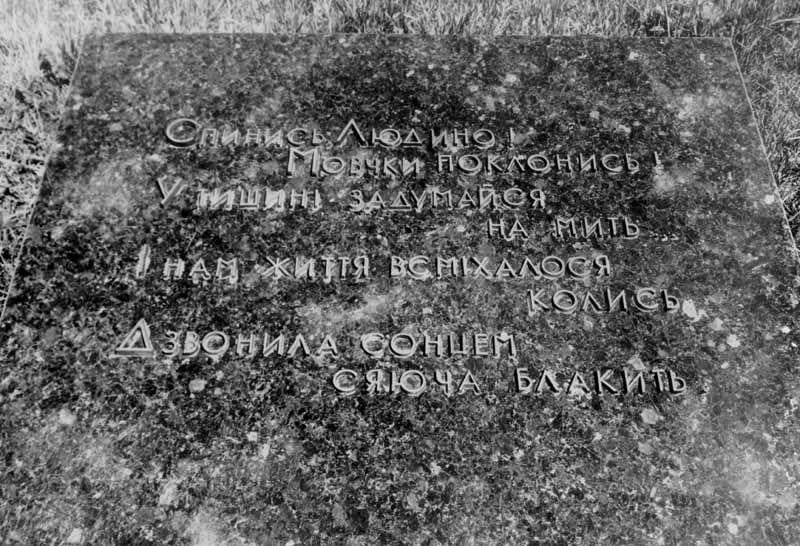 Спинись, Людино!
Мовчки поклонись!
У тишині задумайся
на мить...
І нам життя всміхалося
колись,
Дзвонила сонцем
сяюча блакить.